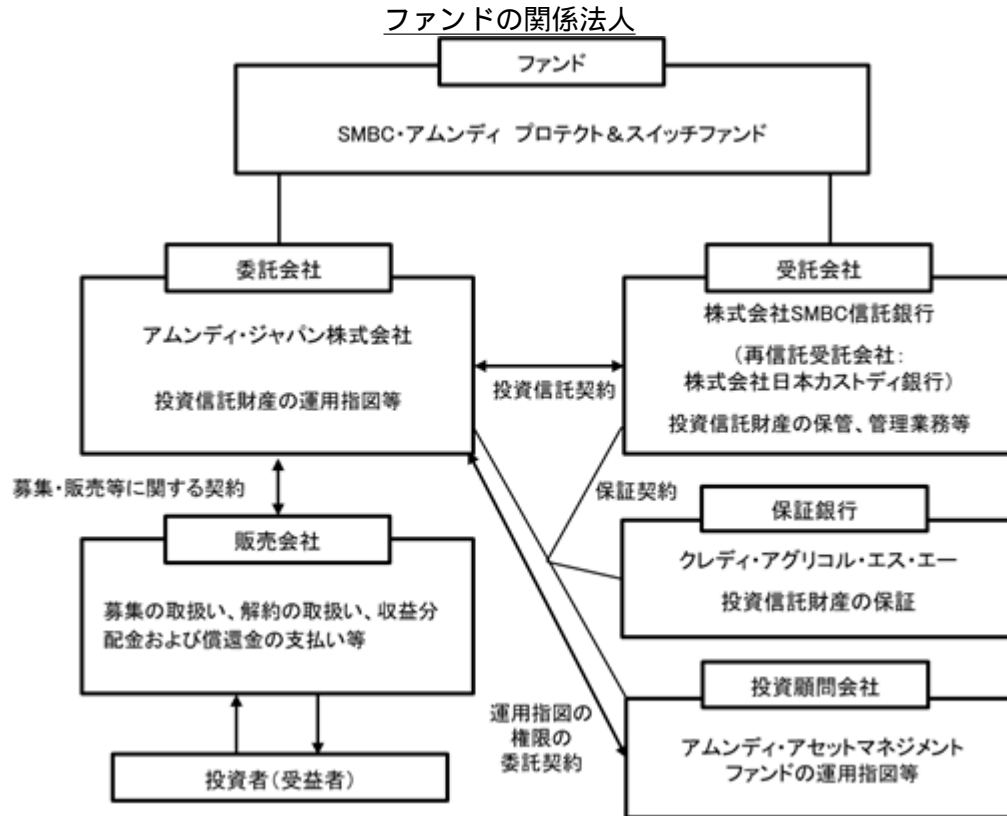 ファンドの関係法人
ファンド
SMBC・アムンディ プロテクト＆スイッチファンド
委託会社
アムンディ・ジャパン株式会社
投資信託財産の運用指図等
受託会社
株式会社SMBC信託銀行
（再信託受託会社：
株式会社日本カストディ銀行）
投資信託財産の保管、管理業務等
投資信託契約
募集・販売等に関する契約
保証契約
保証銀行
クレディ・アグリコル・エス・エー
投資信託財産の保証
販売会社
募集の取扱い、解約の取扱い、収益分
配金および償還金の支払い等
運用指図の
権限の
委託契約
投資顧問会社
アムンディ・アセットマネジメント
ファンドの運用指図等
投資者（受益者）